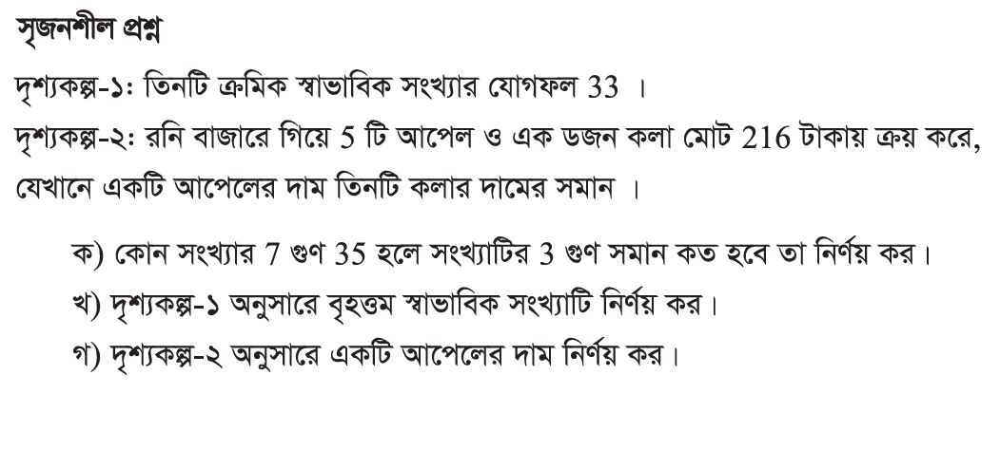 সৃজনশীল প্রশ্ন
দৃশ্যকল্প-১: তিনটি ক্রমিক স্বাভাবিক সংখ্যার যোগফল 33 ।
দৃশ্যকল্প-২: রনি বাজারে গিয়ে 5 টি আপেল ও এক ডজন কলা মোট 216 টাকায় ক্রয় করে,
যেখানে একটি আপেলের দাম তিনটি কলার দামের সমান ।
ক) কোন সংখ্যার 7 গুণ 35 হলে সংখ্যাটির 3 গুণ সমান কত হবে তা নির্ণয় কর।
খ) দৃশ্যকল্প-১ অনুসারে বৃহত্তম স্বাভাবিক সংখ্যাটি নির্ণয় কর।
গ) দৃশ্যকল্প-২ অনুসারে একটি আপেলের দাম নির্ণয় কর।